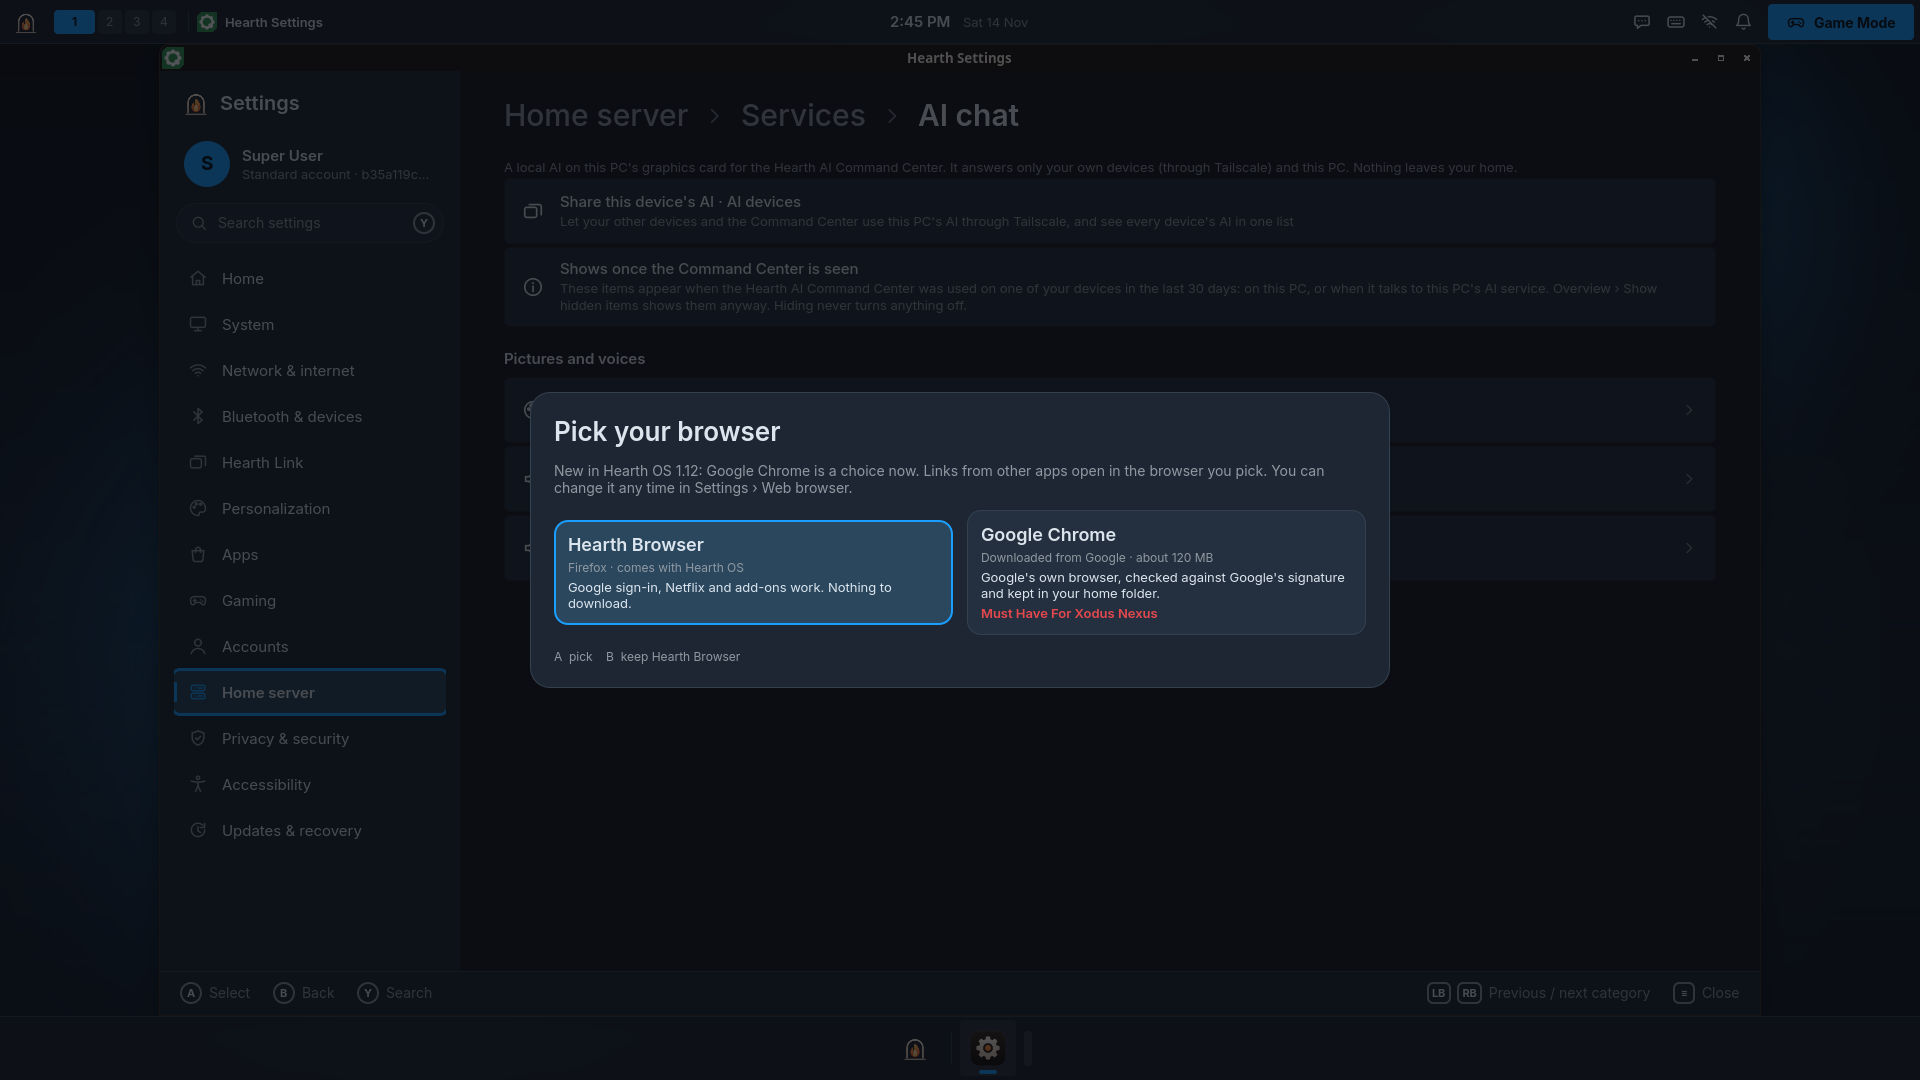 1 2 3 4 Hearth Settings 2:45 PM Sat 14 Nov Game Mode
Hearth Settings
Settings
S Super User
Standard account · b35a119c...
Search settings Y
Home
System
Network & internet
Bluetooth & devices
Hearth Link
Personalization
Apps
Gaming
Accounts
Home server
Privacy & security
Accessibility
Updates & recovery
Home server › Services › AI chat
A local AI on this PC's graphics card for the Hearth AI Command Center. It answers only your own devices (through Tailscale) and this PC. Nothing leaves your home.
Share this device's AI · AI devices
Let your other devices and the Command Center use this PC's AI through Tailscale, and see every device's AI in one list
Shows once the Command Center is seen
These items appear when the Hearth AI Command Center was used on one of your devices in the last 30 days: on this PC, or when it talks to this PC's AI service. Overview › Show
hidden items shows them anyway. Hiding never turns anything off.
Pictures and voices
Pick your browser
New in Hearth OS 1.12: Google Chrome is a choice now. Links from other apps open in the browser you pick. You can
change it any time in Settings › Web browser.
Hearth Browser
Firefox · comes with Hearth OS
Google sign-in, Netflix and add-ons work. Nothing to
download.
Google Chrome
Downloaded from Google · about 120 MB
Google's own browser, checked against Google's signature
and kept in your home folder.
Must Have For Xodus Nexus
A pick B keep Hearth Browser
A Select B Back Y Search LB RB Previous / next category ≡ Close